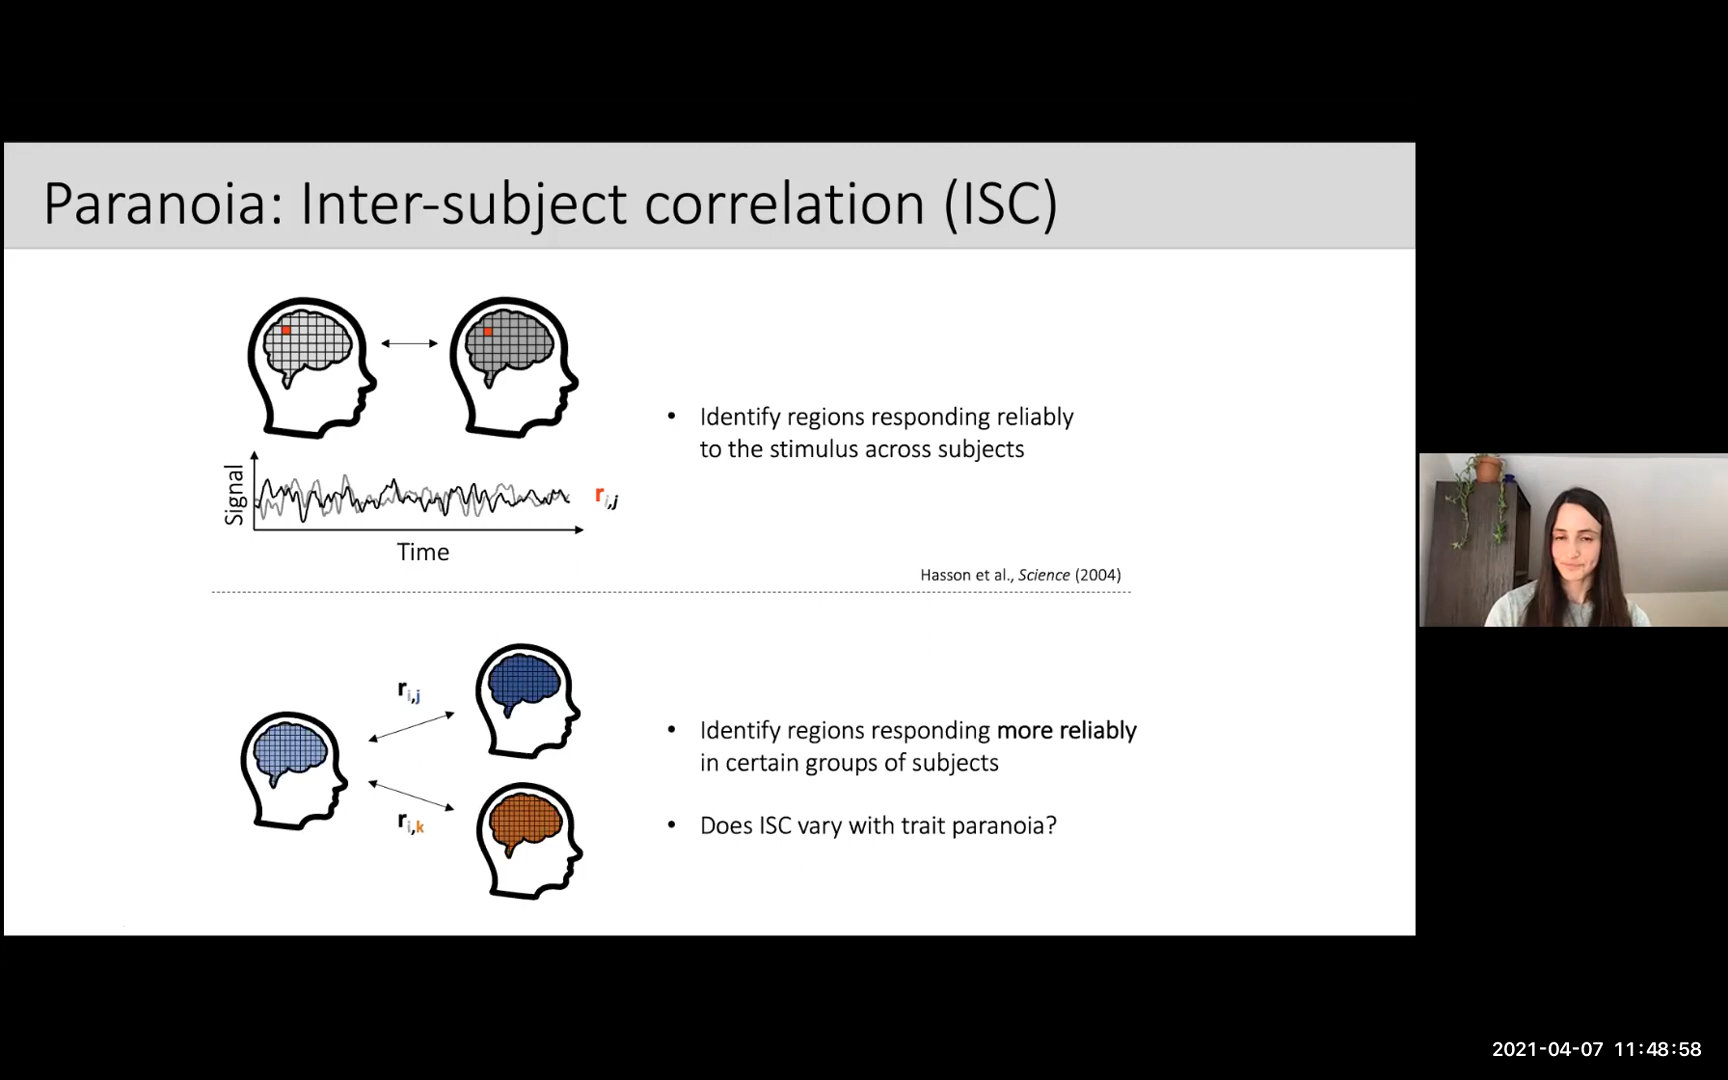 Paranoia: Inter-subject correlation (ISC)
Signal
Time
r i,j
• Identify regions responding reliably
to the stimulus across subjects
Hasson et al., Science (2004)
r i,j
r i,k
• Identify regions responding more reliably
in certain groups of subjects
• Does ISC vary with trait paranoia?
2021-04-07 11:48:58